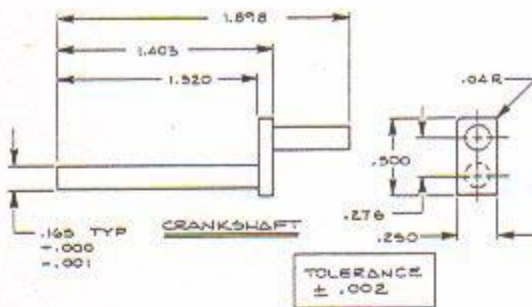 1.898
1.403
1.320
.04R
.500
.276
.250
.165 TYP
+.000
-.001
CRANKSHAFT
TOLERANCE
± .002